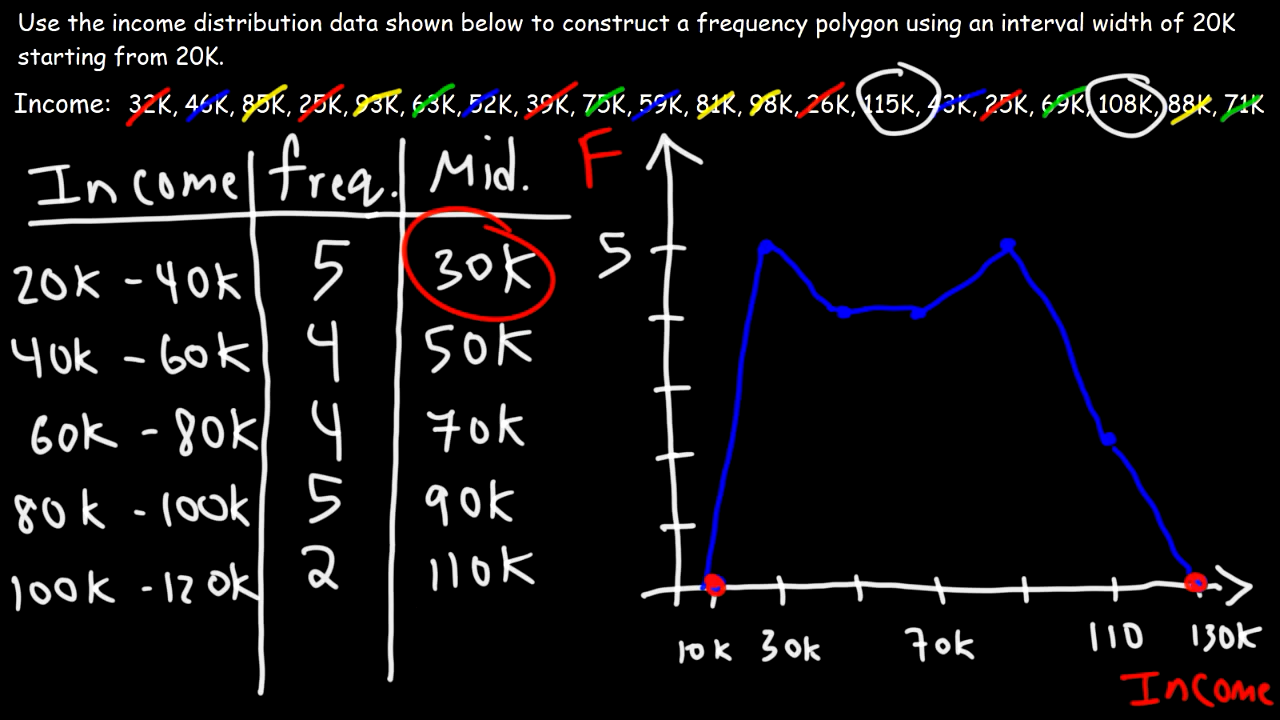 Use the income distribution data shown below to construct a frequency polygon using an interval width of 20K
starting from 20K.
Income: 32K, 46K, 85K, 25K, 93K, 63K, 52K, 39K, 75K, 59K, 81K, 98K, 26K, 115K, 43K, 25K, 69K, 108K, 88K, 71K
Income freq. Mid. F
20K - 40K 5 30K 5
40K - 60K 4 50K
60K - 80K 4 70K
80K - 100K 5 90K
100K - 120K 2 110K
10K 30K 70K 110 130K
Income